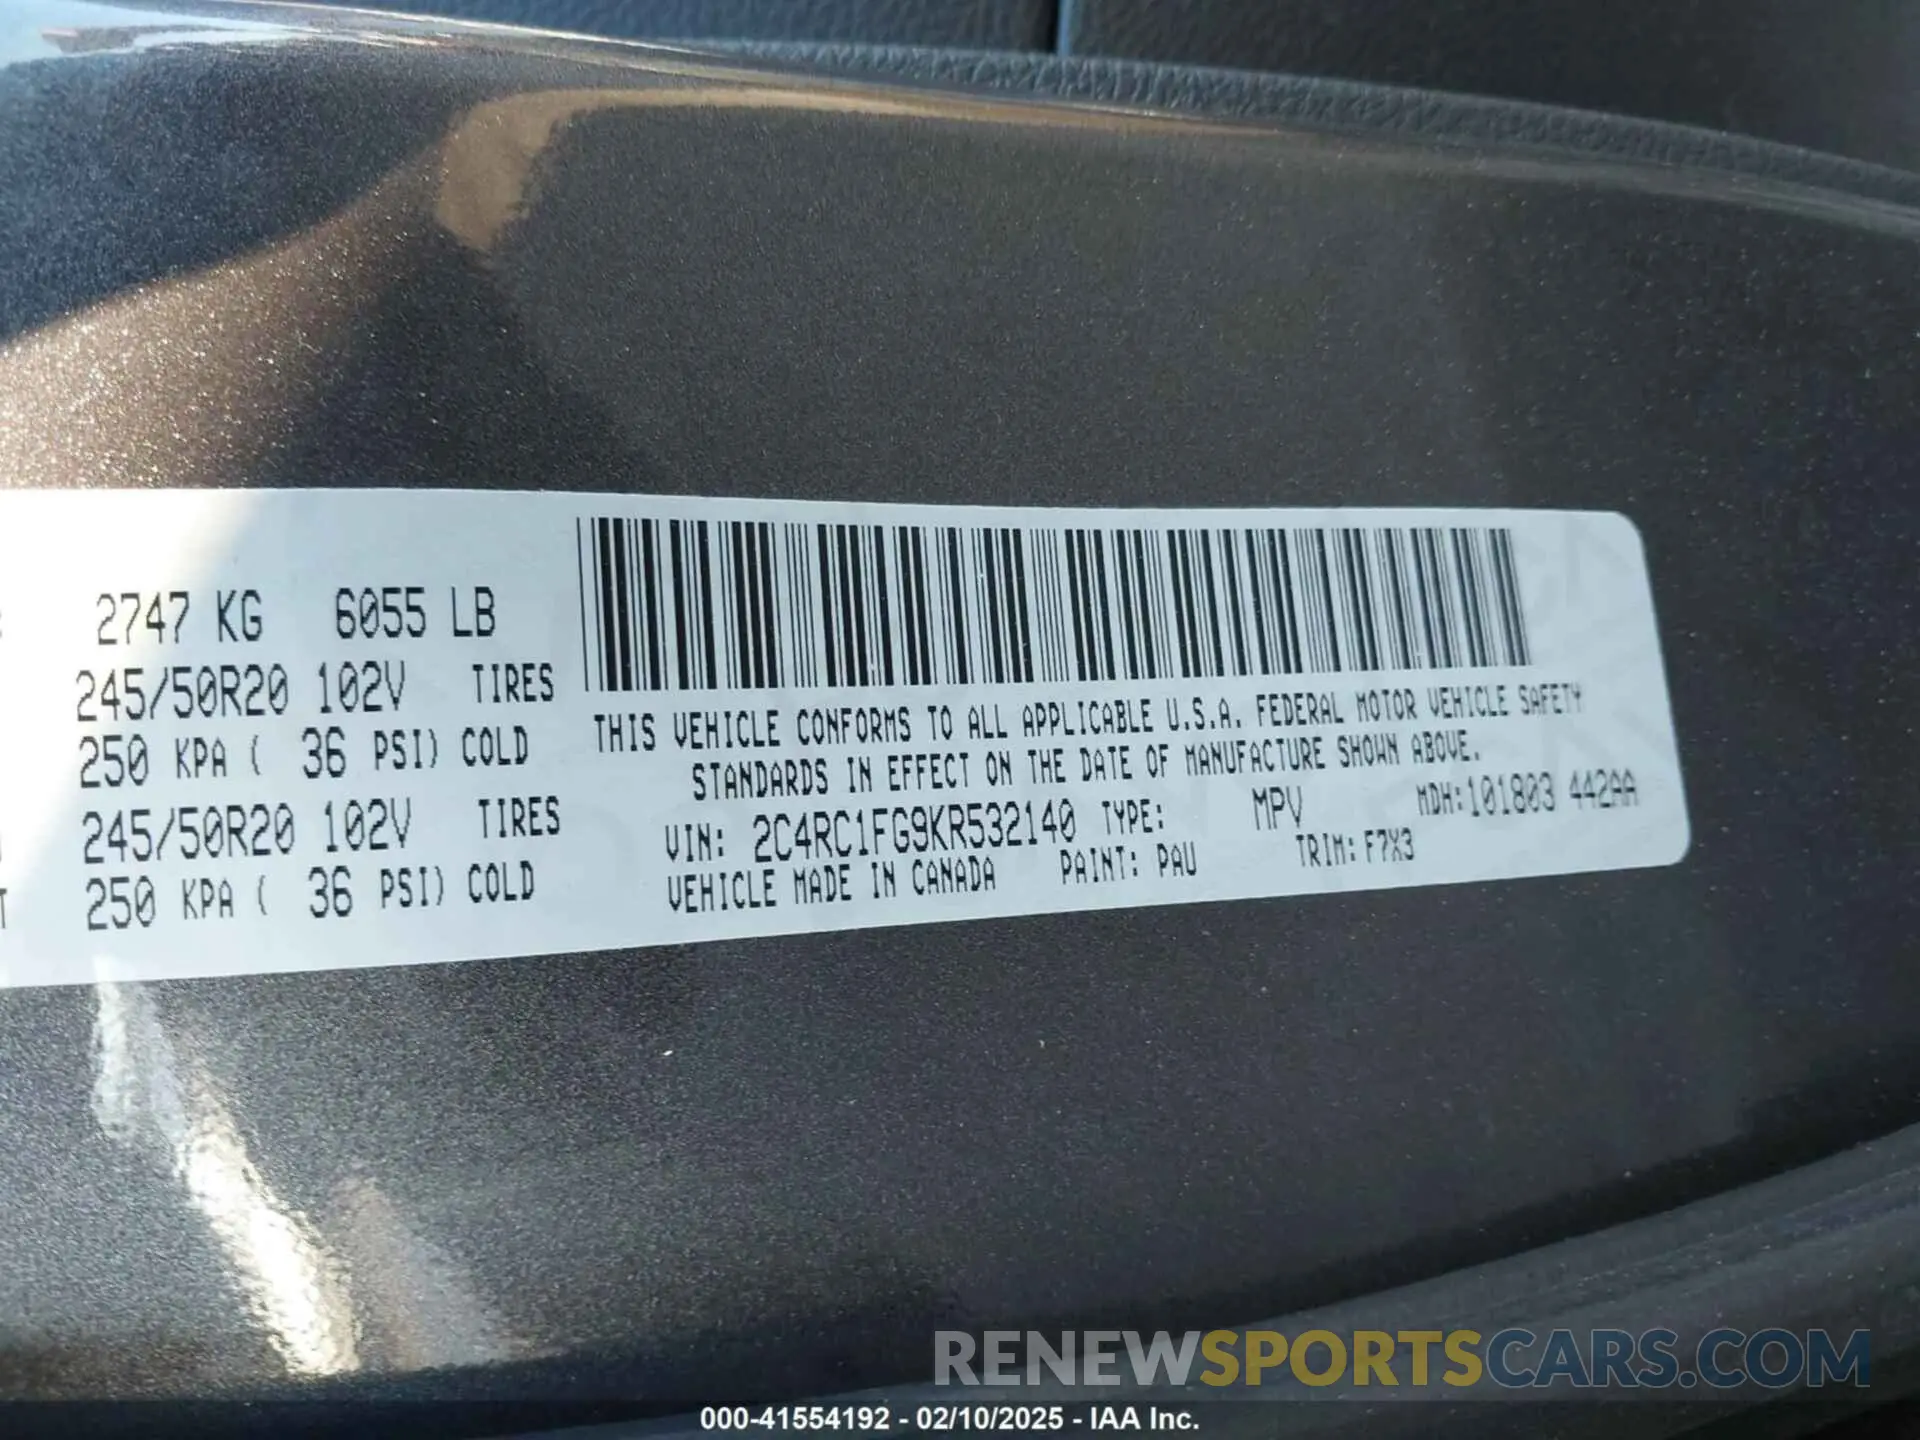 2747 KG 6055 LB
245/50R20 102V TIRES
250 KPA ( 36 PSI) COLD
245/50R20 102V TIRES
250 KPA ( 36 PSI) COLD
THIS VEHICLE CONFORMS TO ALL APPLICABLE U.S.A. FEDERAL MOTOR VEHICLE SAFETY
STANDARDS IN EFFECT ON THE DATE OF MANUFACTURE SHOWN ABOVE.
VIN: 2C4RC1FG9KR532140 TYPE: MPV MDH:101803 442AA
VEHICLE MADE IN CANADA PAINT: PAU TRIM: F7X3
RENEWSPORTSCARS.COM
000-41554192 - 02/10/2025 - IAA Inc.